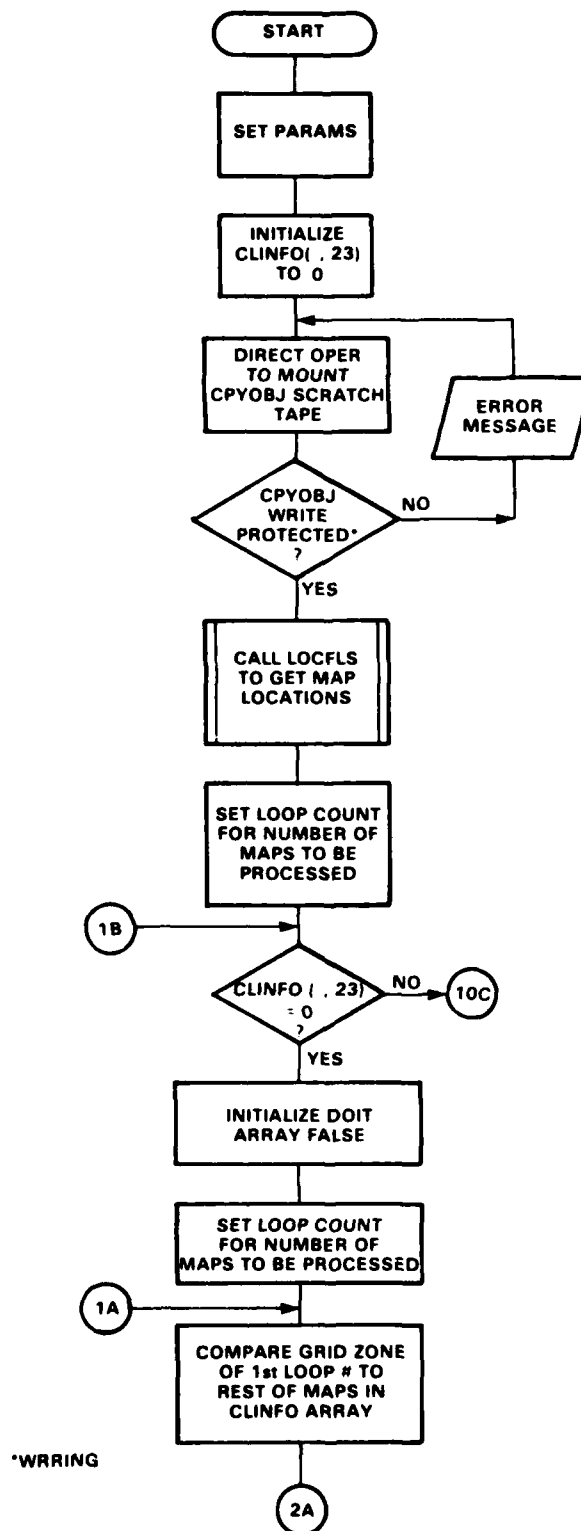 START
SET PARAMS
INITIALIZE
CLINFO( , 23)
TO 0
DIRECT OPER
TO MOUNT
CPYOBJ SCRATCH
TAPE
ERROR
MESSAGE
CPYOBJ
WRITE
PROTECTED*
?
NO
YES
CALL LOCFLS
TO GET MAP
LOCATIONS
SET LOOP COUNT
FOR NUMBER OF
MAPS TO BE
PROCESSED
1B
CLINFO ( , 23)
= 0
?
NO
10C
YES
INITIALIZE DOIT
ARRAY FALSE
SET LOOP COUNT
FOR NUMBER OF
MAPS TO BE PROCESSED
1A
COMPARE GRID ZONE
OF 1st LOOP # TO
REST OF MAPS IN
CLINFO ARRAY
*WRRING
2A